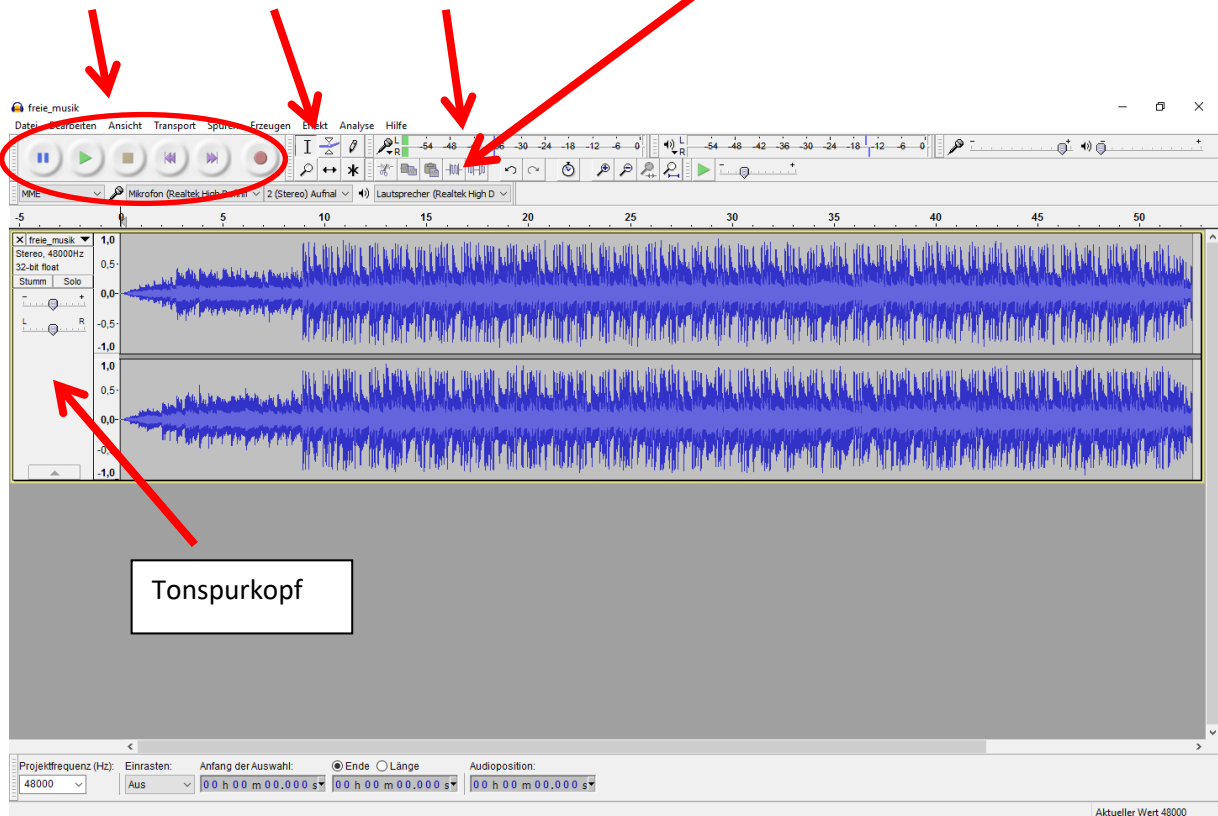 freie_musik
Datei Bearbeiten Ansicht Transport Spuren Erzeugen Effekt Analyse Hilfe
L R -54 -48 -30 -24 -18 -12 -6 0 L R -54 -48 -42 -36 -30 -24 -18 -12 -6 0 - +
- +
MME Mikrofon (Realtek High 2 (Stereo) Aufnal Lautsprecher (Realtek High D
-5 0 5 10 15 20 25 30 35 40 45 50
X freie_musik
Stereo, 48000Hz
32-bit float
Stumm Solo
- +
L R
1,0
0,5-
0,0-
-0,5-
-1,0
1,0
0,5-
0,0-
-1,0
Tonspurkopf
Projektfrequenz (Hz): Einrasten: Anfang der Auswahl: Ende Länge Audioposition:
48000 Aus 00 h 00 m 00.000 s 00 h 00 m 00.000 s 00 h 00 m 00.000 s
Aktueller Wert 48000